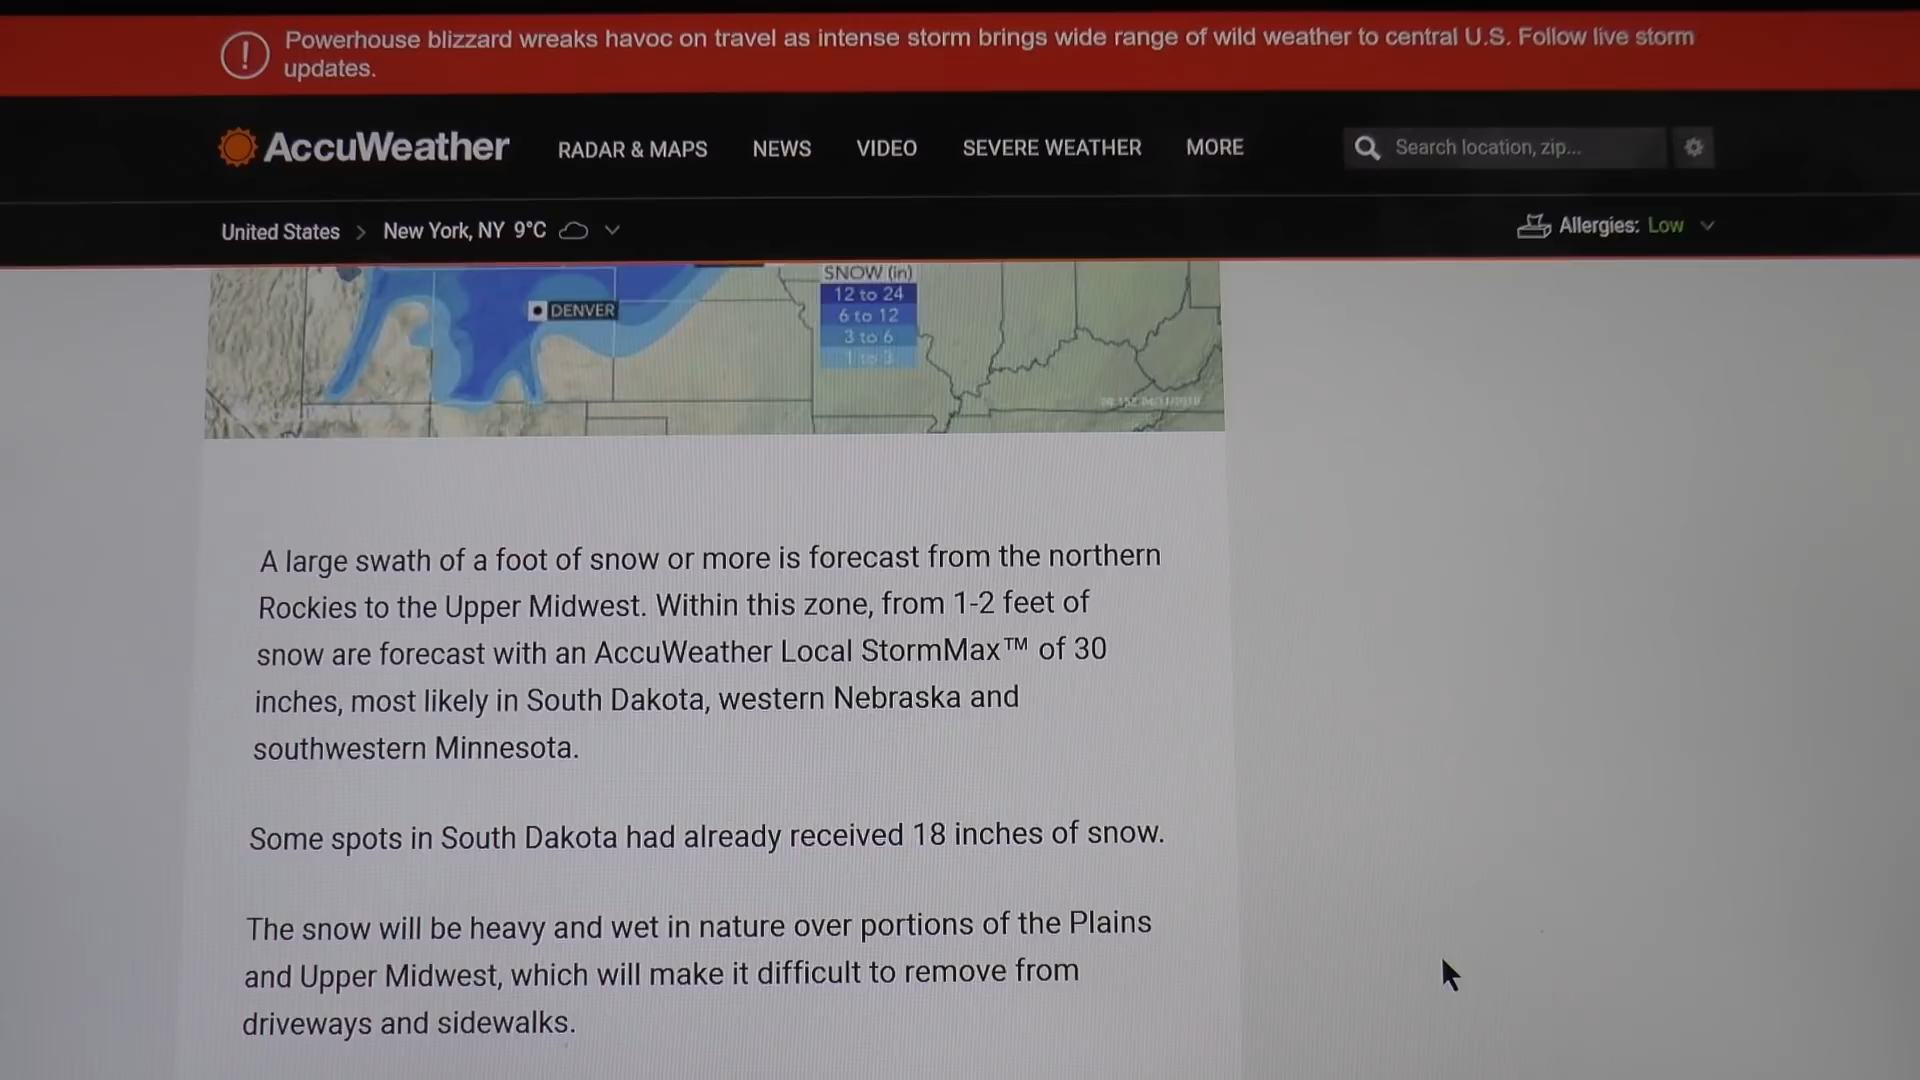 Powerhouse blizzard wreaks havoc on travel as intense storm brings wide range of wild weather to central U.S. Follow live storm
updates.
AccuWeather
RADAR & MAPS
NEWS
VIDEO
SEVERE WEATHER
MORE
Search location, zip...
United States > New York, NY 9°C
Allergies: Low
SNOW (in)
12 to 24
6 to 12
3 to 6
1 to 3
DENVER
A large swath of a foot of snow or more is forecast from the northern
Rockies to the Upper Midwest. Within this zone, from 1-2 feet of
snow are forecast with an AccuWeather Local StormMax™ of 30
inches, most likely in South Dakota, western Nebraska and
southwestern Minnesota.
Some spots in South Dakota had already received 18 inches of snow.
The snow will be heavy and wet in nature over portions of the Plains
and Upper Midwest, which will make it difficult to remove from
driveways and sidewalks.